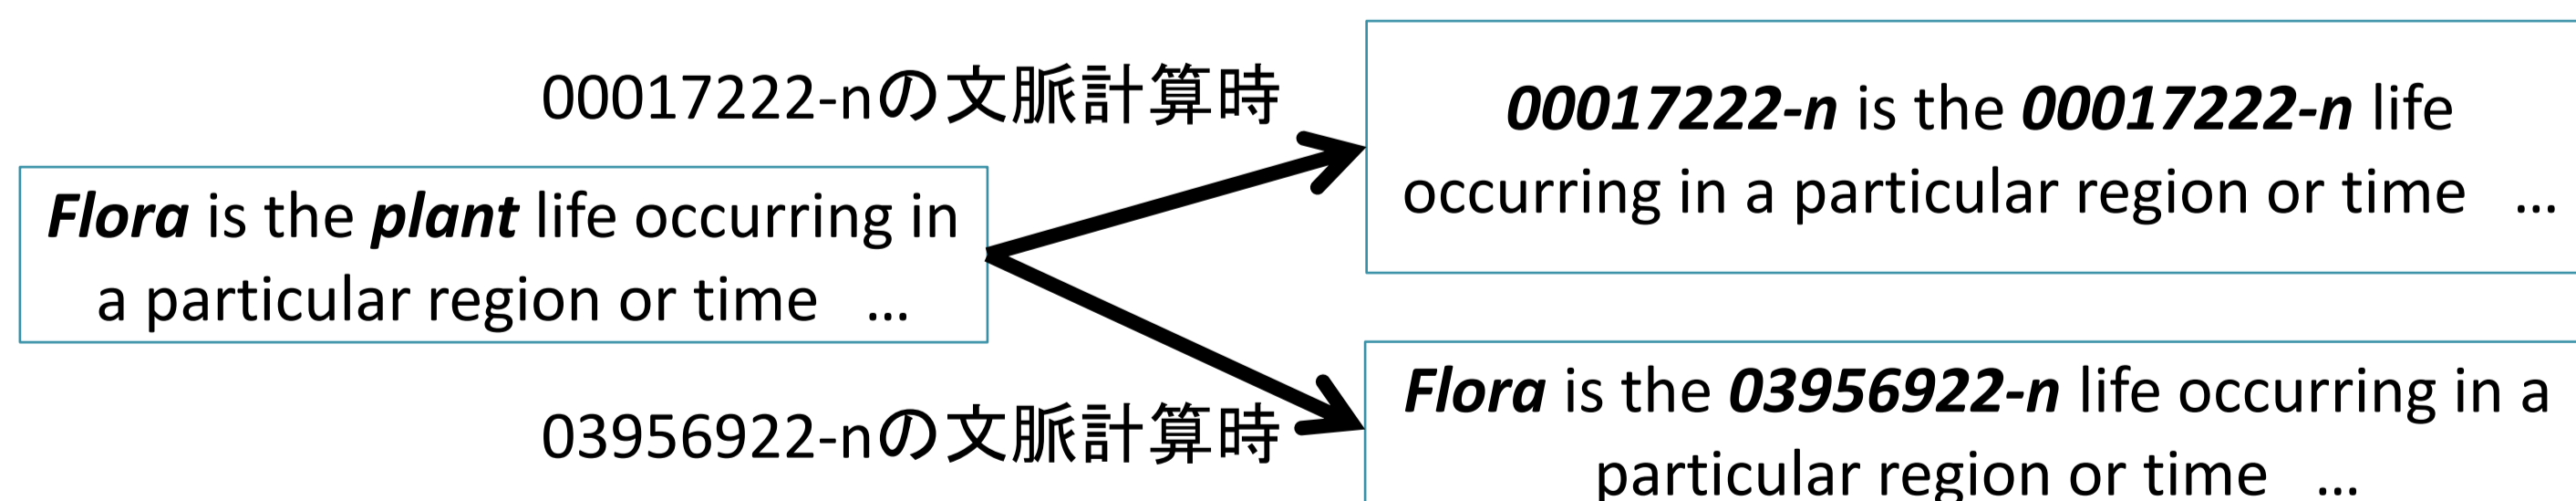 00017222-nの文脈計算時
00017222-n is the 00017222-n life
occurring in a particular region or time ...
Flora is the plant life occurring in
a particular region or time ...
03956922-nの文脈計算時
Flora is the 03956922-n life occurring in a
particular region or time ...